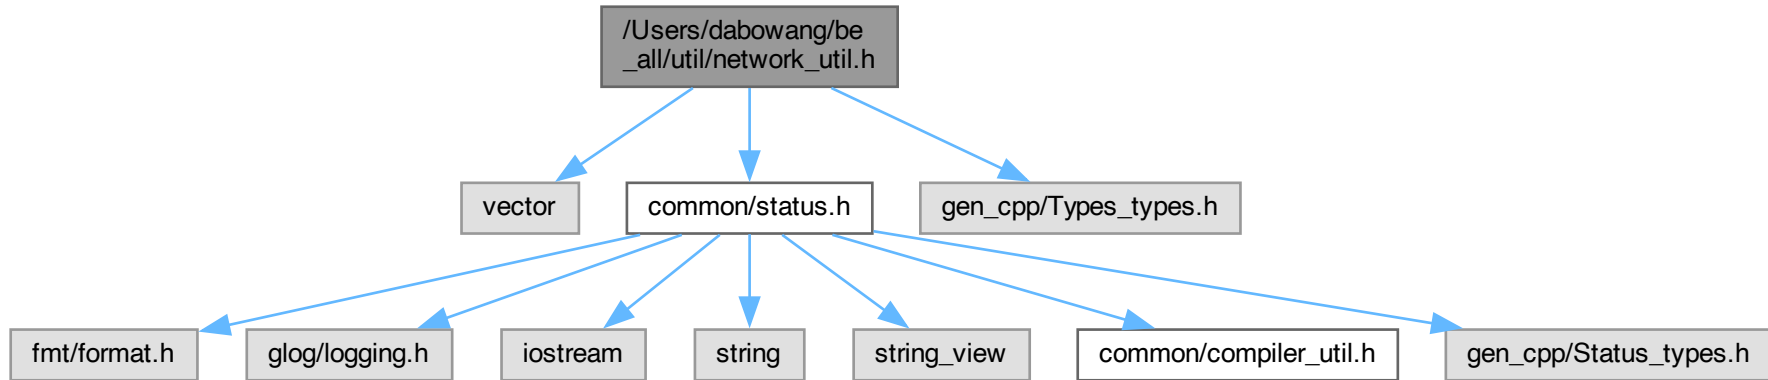 /Users/dabowang/be
_all/util/network_util.h
vector
common/status.h
gen_cpp/Types_types.h
fmt/format.h
glog/logging.h
iostream
string
string_view
common/compiler_util.h
gen_cpp/Status_types.h